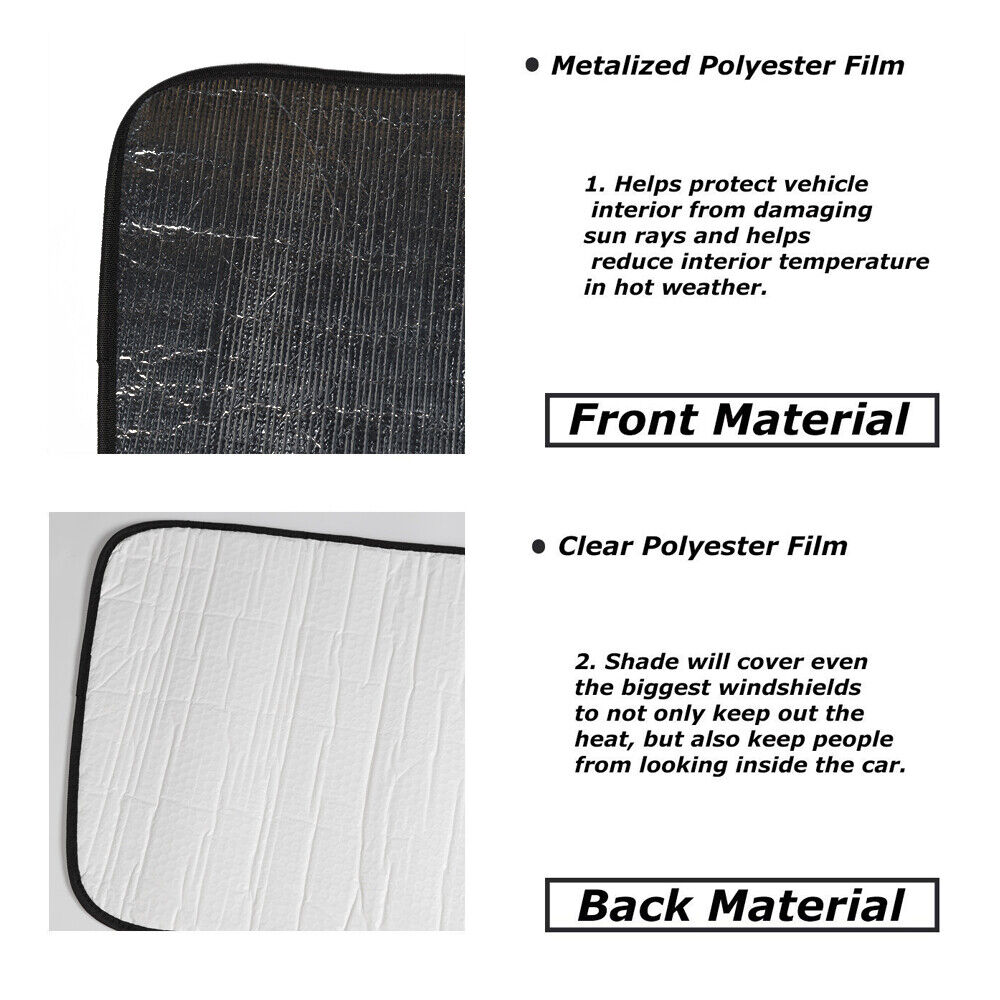 ● Metalized Polyester Film
1. Helps protect vehicle
interior from damaging
sun rays and helps
reduce interior temperature
in hot weather.
Front Material
● Clear Polyester Film
2. Shade will cover even
the biggest windshields
to not only keep out the
heat, but also keep people
from looking inside the car.
Back Material